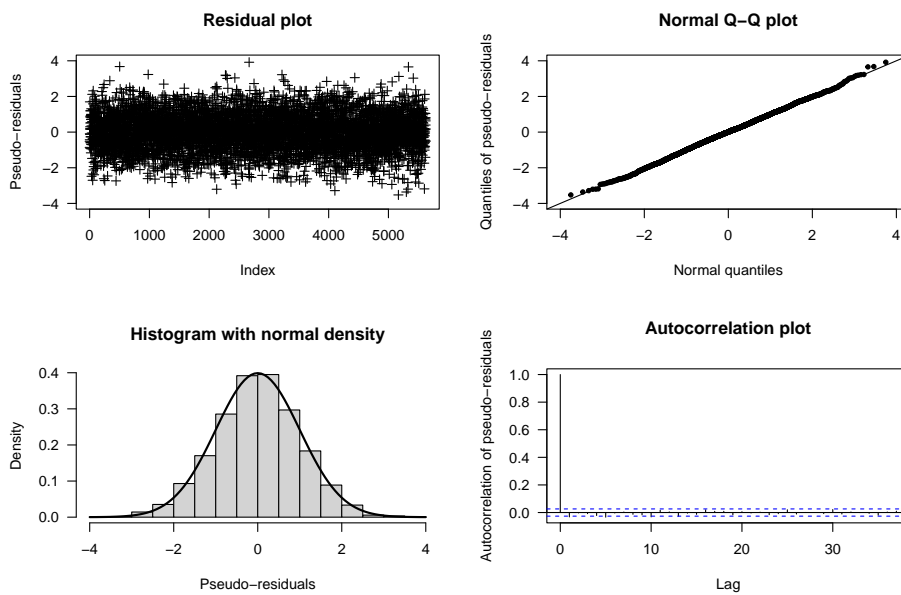 Residual plot
Pseudo−residuals
4
2
0
−2
−4
0 1000 2000 3000 4000 5000
Index
Normal Q−Q plot
Quantiles of pseudo−residuals
4
2
0
−2
−4
−4 −2 0 2 4
Normal quantiles
Histogram with normal density
Density
0.4
0.3
0.2
0.1
0.0
−4 −2 0 2 4
Pseudo−residuals
Autocorrelation plot
Autocorrelation of pseudo−residuals
1.0
0.8
0.6
0.4
0.2
0.0
0 10 20 30
Lag